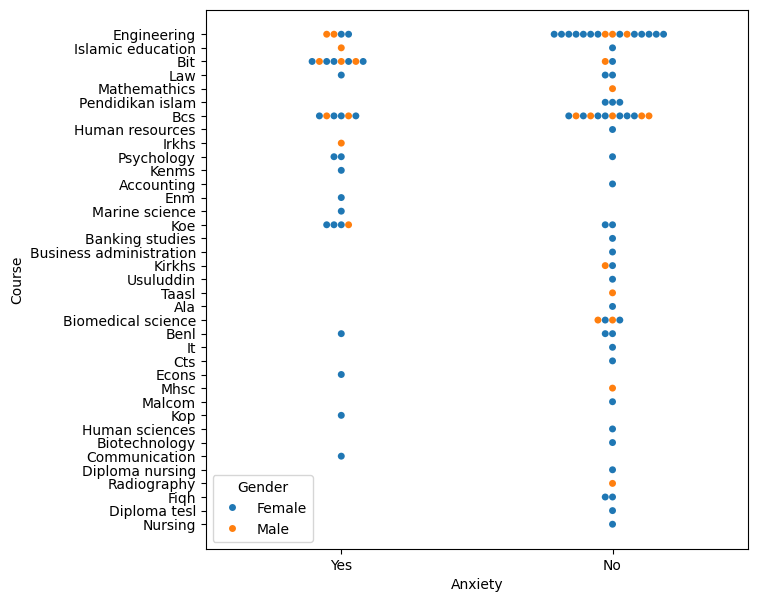 Engineering
Islamic education
Bit
Law
Mathemathics
Pendidikan islam
Bcs
Human resources
Irkhs
Psychology
Kenms
Accounting
Enm
Marine science
Koe
Banking studies
Business administration
Kirkhs
Usuluddin
Taasl
Ala
Biomedical science
Benl
It
Cts
Econs
Mhsc
Malcom
Kop
Human sciences
Biotechnology
Communication
Diploma nursing
Radiography
Fiqh
Diploma tesl
Nursing
Course
Gender
Female
Male
Yes
No
Anxiety